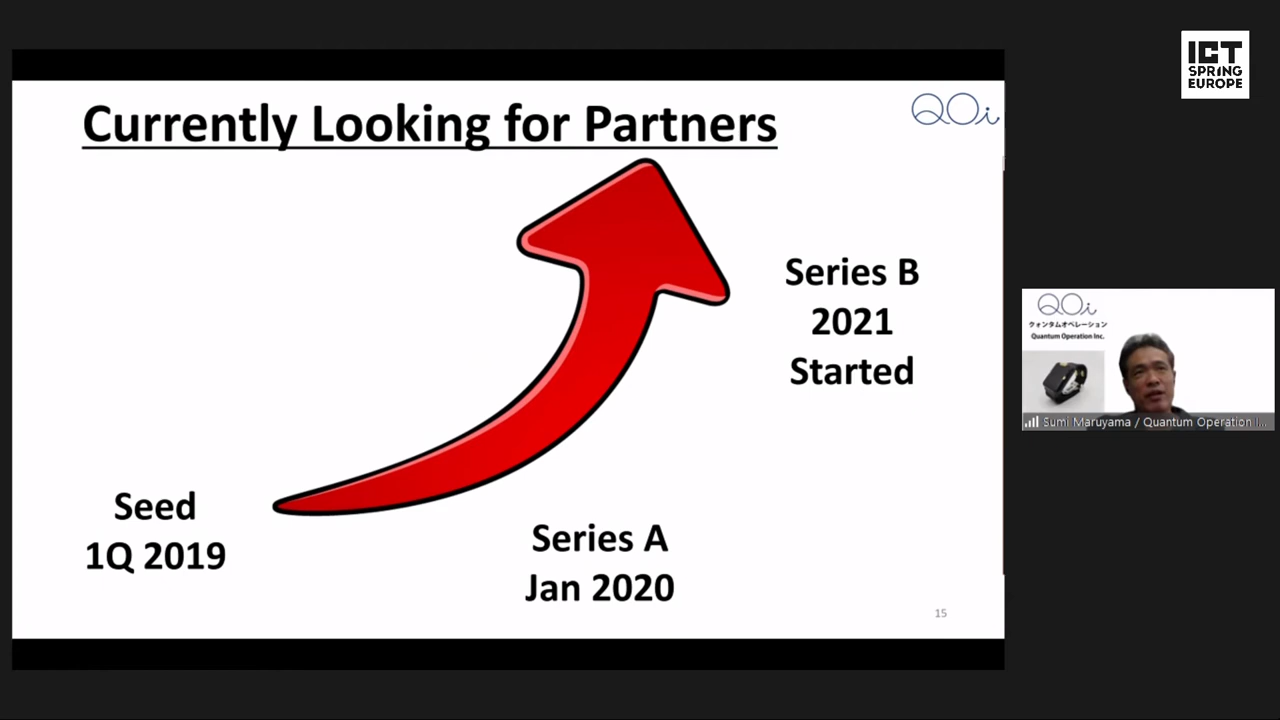 Currently Looking for Partners
QOi
Series B
2021
Started
Seed
1Q 2019
Series A
Jan 2020
15
ICT
SPRING
EUROPE
QOi
クォンタムオペレーション
Quantum Operation Inc.
Sumi Maruyama / Quantum Operation I...